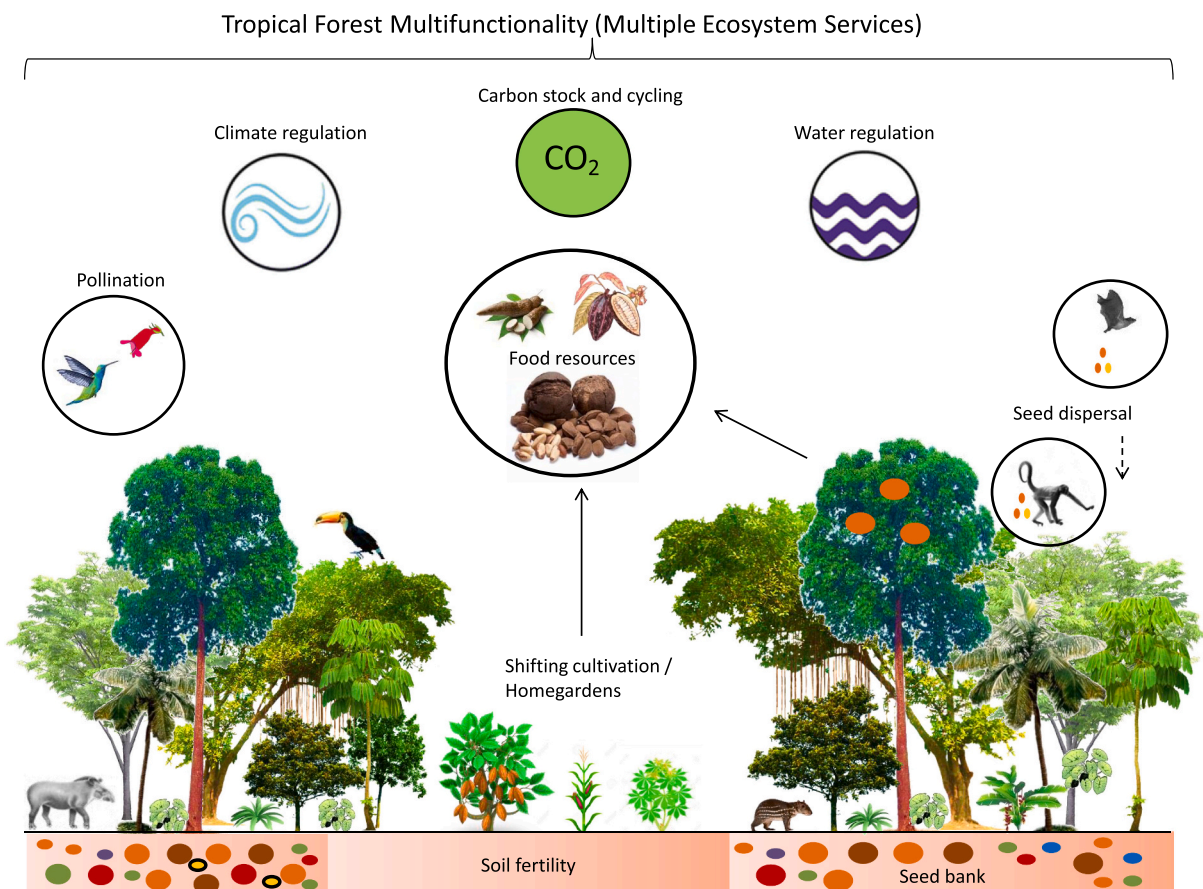 Tropical Forest Multifunctionality (Multiple Ecosystem Services)
Carbon stock and cycling
CO₂
Climate regulation
Water regulation
Pollination
Food resources
Seed dispersal
Shifting cultivation /
Homegardens
Soil fertility
Seed bank